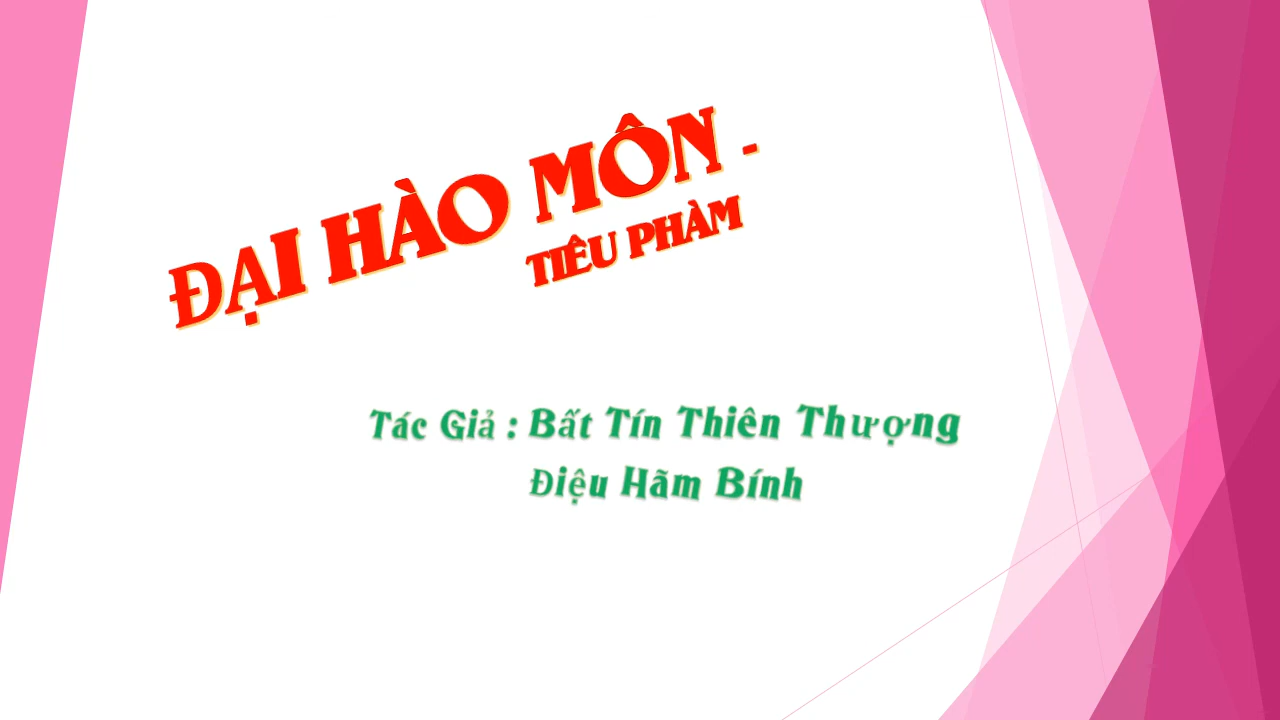 ĐẠI HÀO MÔN -
TIÊU PHÀM
Tác Giả : Bất Tín Thiên Thượng
Điệu Hãm Bính